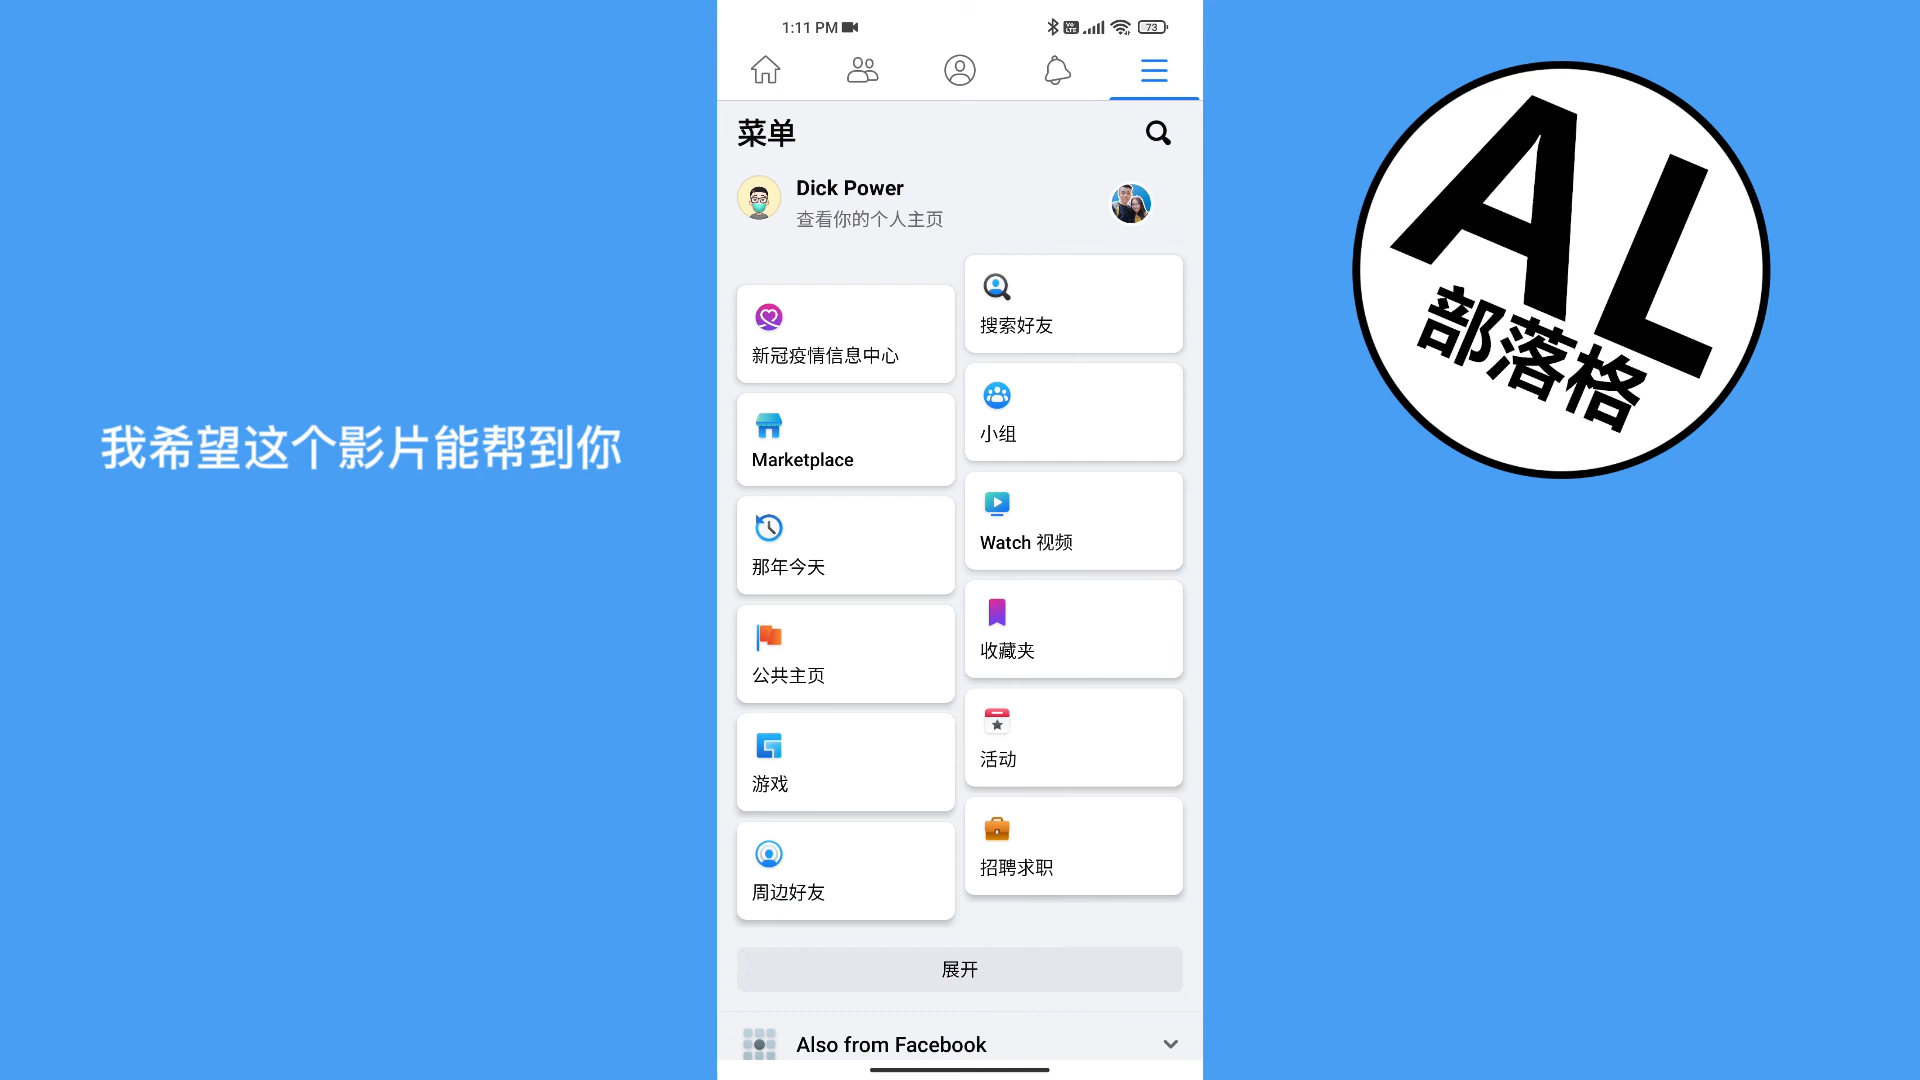 1:11 PM
Vo LTE
73
菜单
Dick Power
查看你的个人主页
新冠疫情信息中心
搜索好友
Marketplace
小组
那年今天
Watch 视频
公共主页
收藏夹
游戏
活动
周边好友
招聘求职
展开
Also from Facebook
我希望这个影片能帮到你
AL
部落格